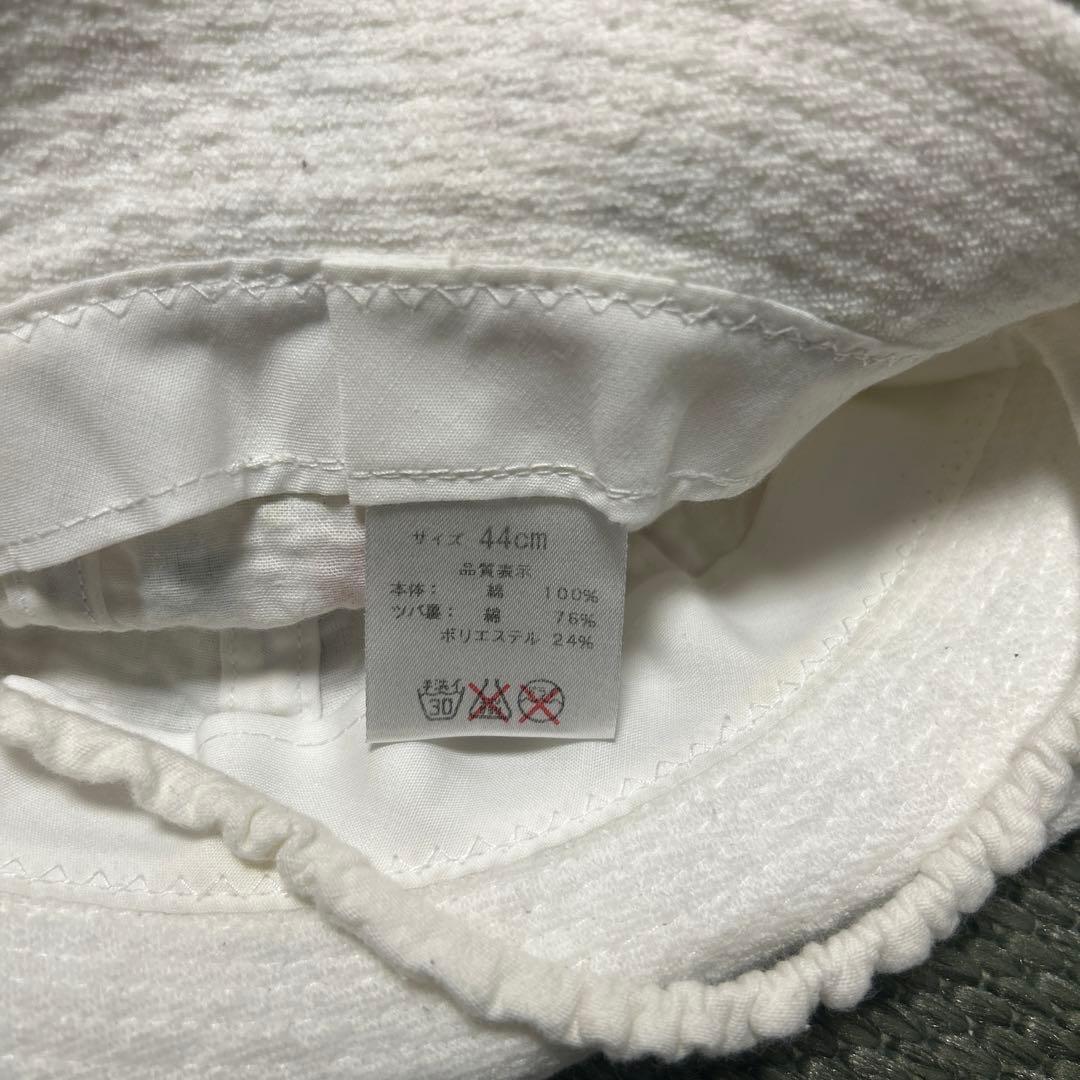 サイズ 44cm
品質表示
本体: 綿 100%
ツバ裏: 綿 76%
ポリエステル 24%
手洗イ
30